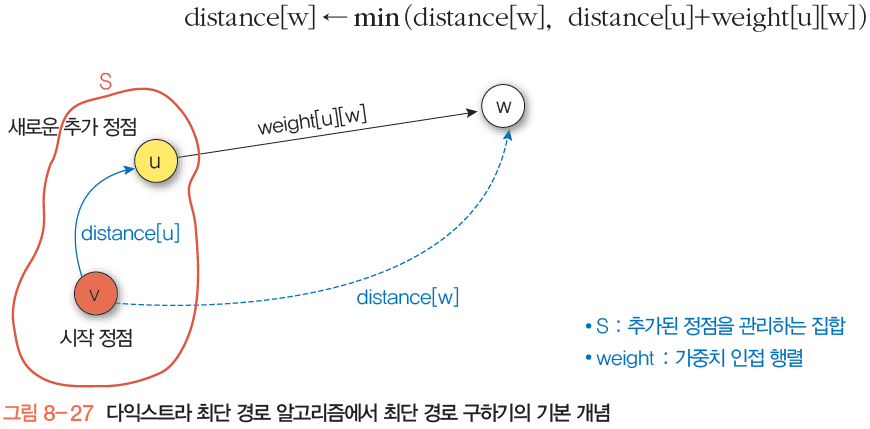 distance[w] ← min (distance[w], distance[u]+weight[u][w])
S
새로운 추가 정점
weight[u][w]
w
u
distance[u]
v
distance[w]
시작 정점
• S : 추가된 정점을 관리하는 집합
• weight : 가중치 인접 행렬
그림 8-27 다익스트라 최단 경로 알고리즘에서 최단 경로 구하기의 기본 개념